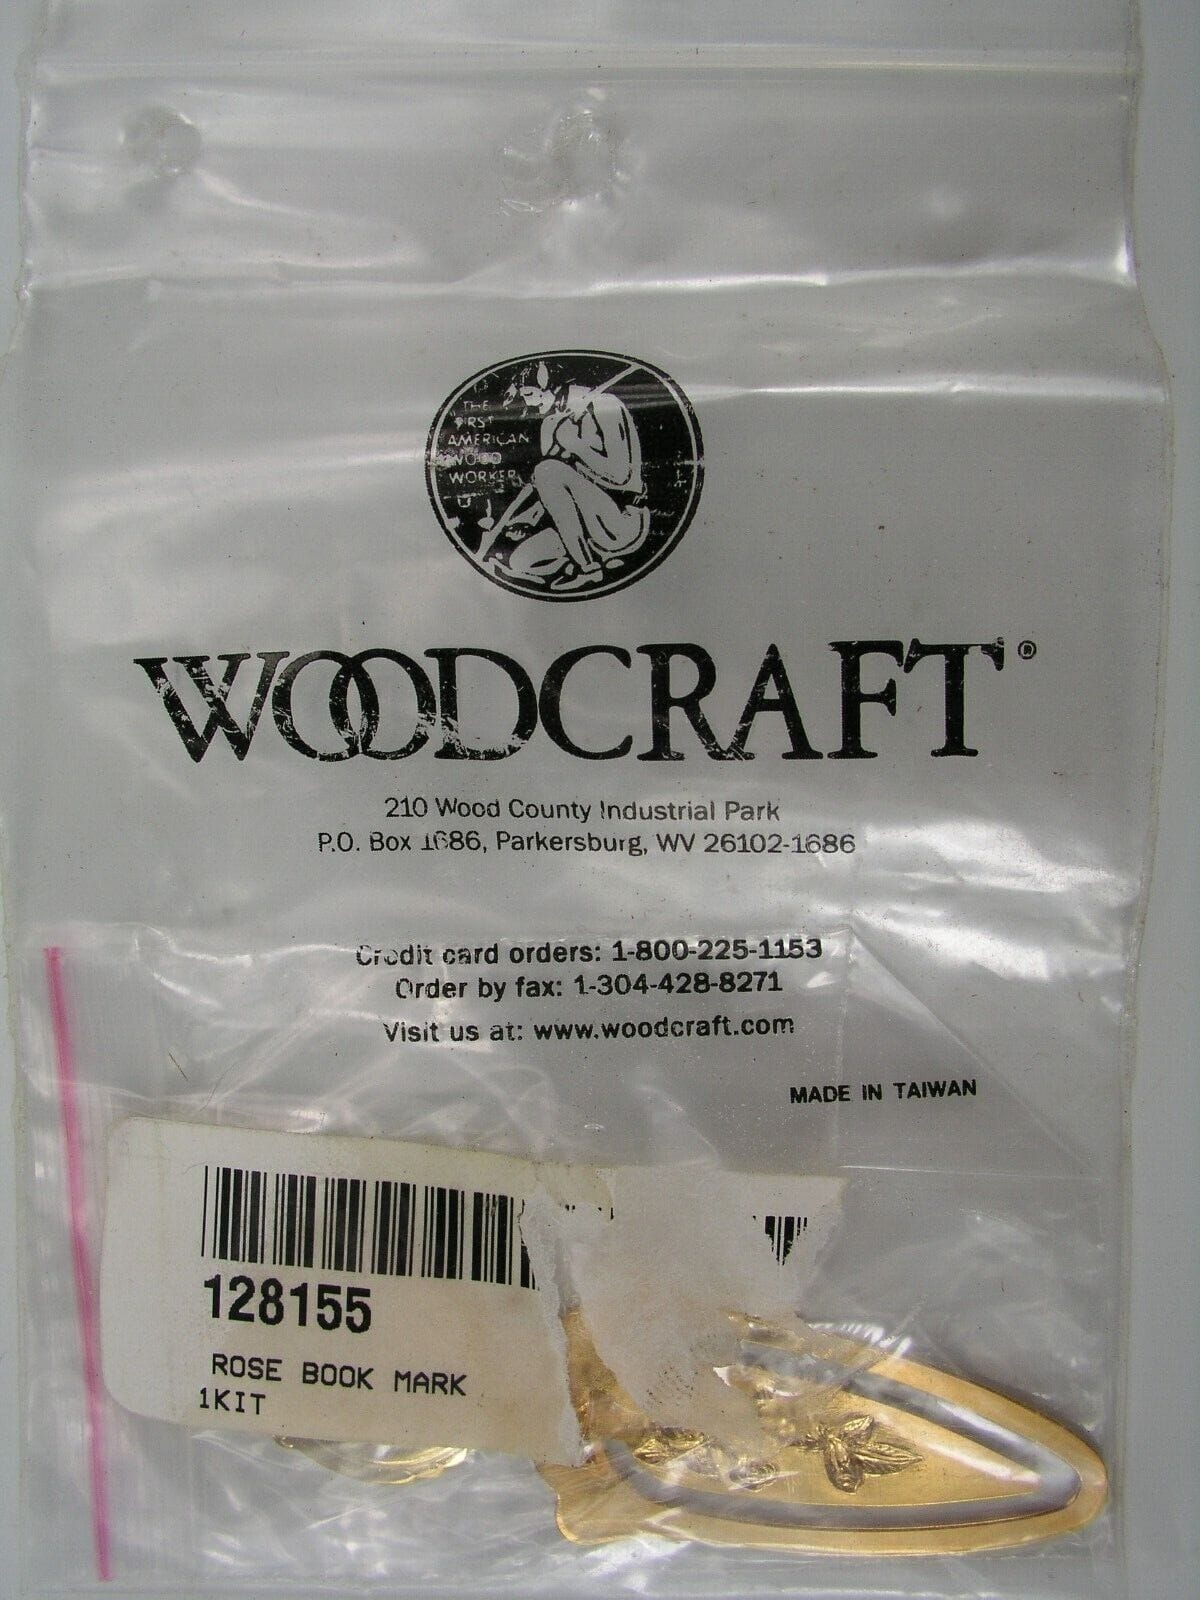 THE
FIRST
AMERICAN
WOOD
WORKER
WOODCRAFT®
210 Wood County Industrial Park
P.O. Box 1686, Parkersburg, WV 26102-1686
Credit card orders: 1-800-225-1153
Order by fax: 1-304-428-8271
Visit us at: www.woodcraft.com
MADE IN TAIWAN
128155
ROSE BOOK MARK
1KIT